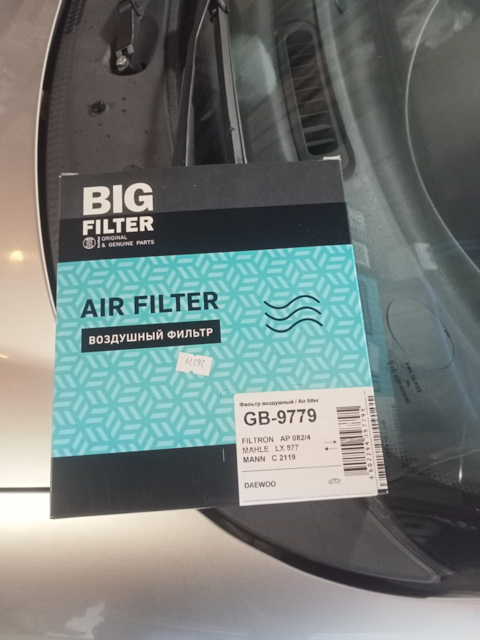 BIG
FILTER
ORIGINAL
& GENUINE PARTS
AIR FILTER
ВОЗДУШНЫЙ ФИЛЬТР
Фильтр воздушный / Air filter
GB-9779
FILTRON AP 082/4
MAHLE LX 677
MANN C 2119
DAEWOO